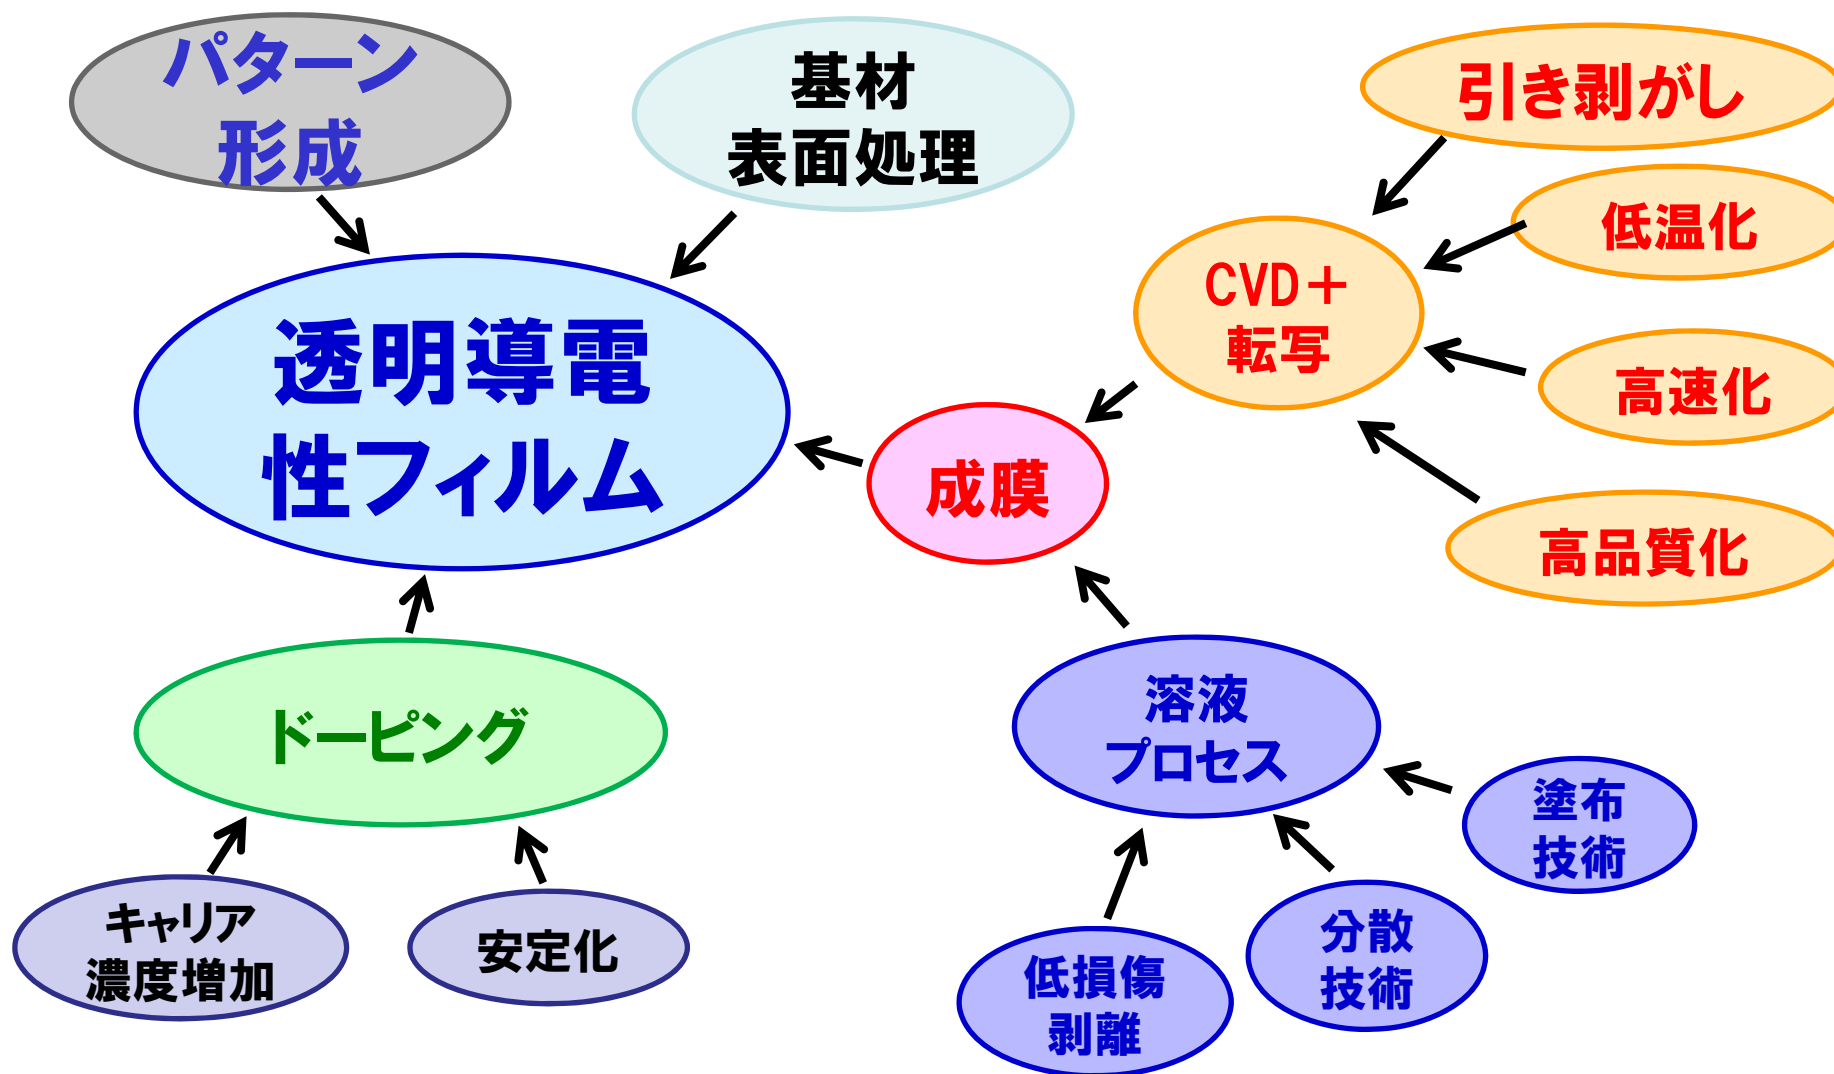 パターン
形成
基材
表面処理
引き剥がし
低温化
CVD＋
転写
高速化
高品質化
透明導電
性フィルム
成膜
ドーピング
キャリア
濃度増加
安定化
溶液
プロセス
塗布
技術
分散
技術
低損傷
剥離